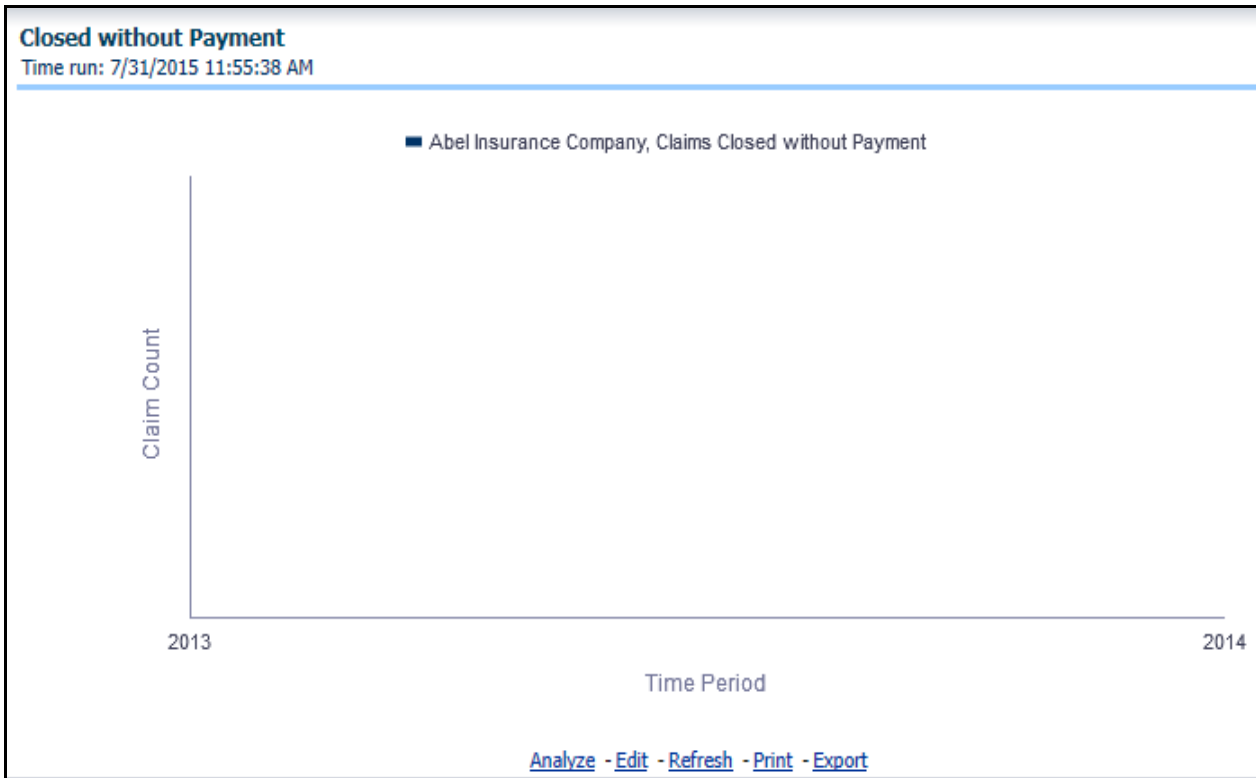 Closed without Payment
Time run: 7/31/2015 11:55:38 AM
Abel Insurance Company, Claims Closed without Payment
Claim Count
2013 2014
Time Period
Analyze - Edit - Refresh - Print - Export